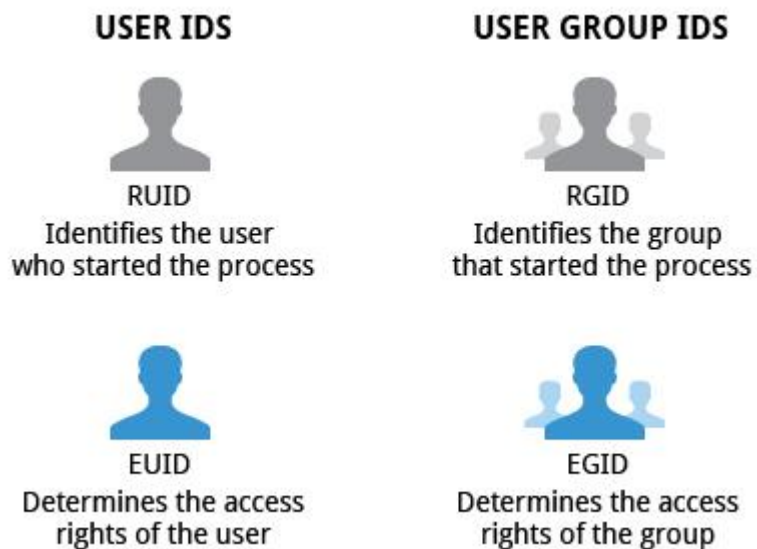 USER IDS
USER GROUP IDS
RUID
Identifies the user
who started the process
RGID
Identifies the group
that started the process
EUID
Determines the access
rights of the user
EGID
Determines the access
rights of the group